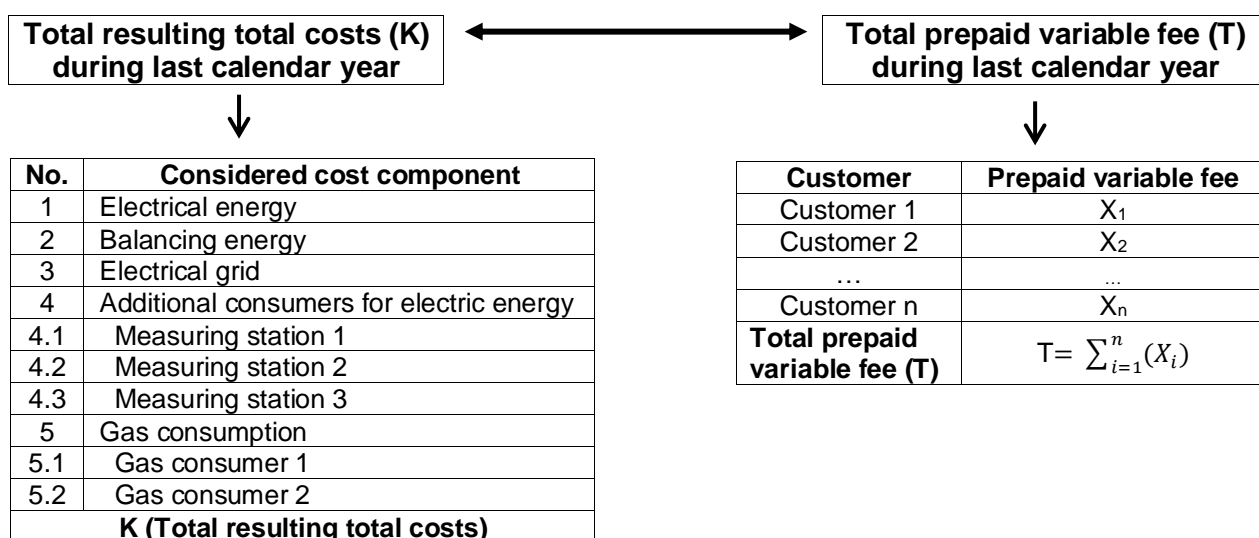 Total resulting total costs (K)
during last calendar year
Total prepaid variable fee (T)
during last calendar year
No. Considered cost component
1 Electrical energy
2 Balancing energy
3 Electrical grid
4 Additional consumers for electric energy
4.1 Measuring station 1
4.2 Measuring station 2
4.3 Measuring station 3
5 Gas consumption
5.1 Gas consumer 1
5.2 Gas consumer 2
K (Total resulting total costs)
Customer Prepaid variable fee
Customer 1 X₁
Customer 2 X₂
… …
Customer n Xₙ
Total prepaid
variable fee (T)
T= ∑ⁿᵢ₌₁(Xᵢ)